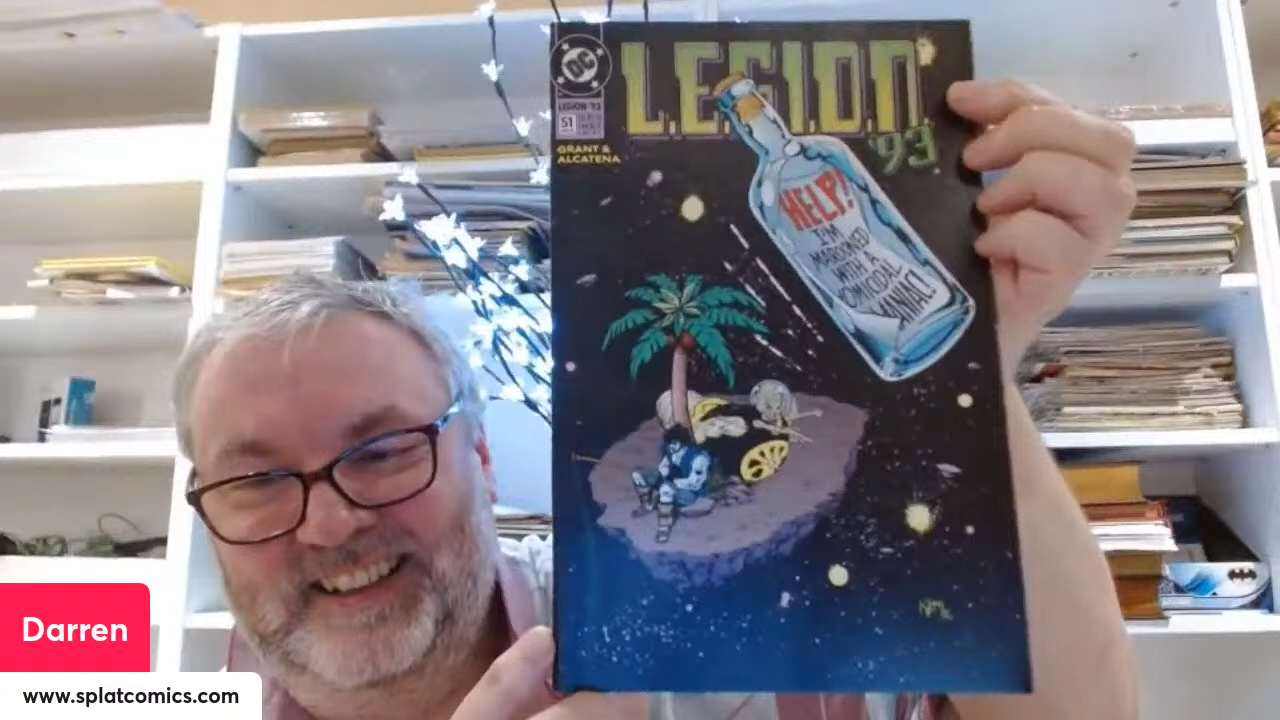 DC
L.E.G.I.O.N.
'93
LEGION '93
51
GRANT &
ALCATENA
HELP!
I'M
MAROONED
WITH A
HOMICIDAL
MANIAC!
Darren
www.splatcomics.com